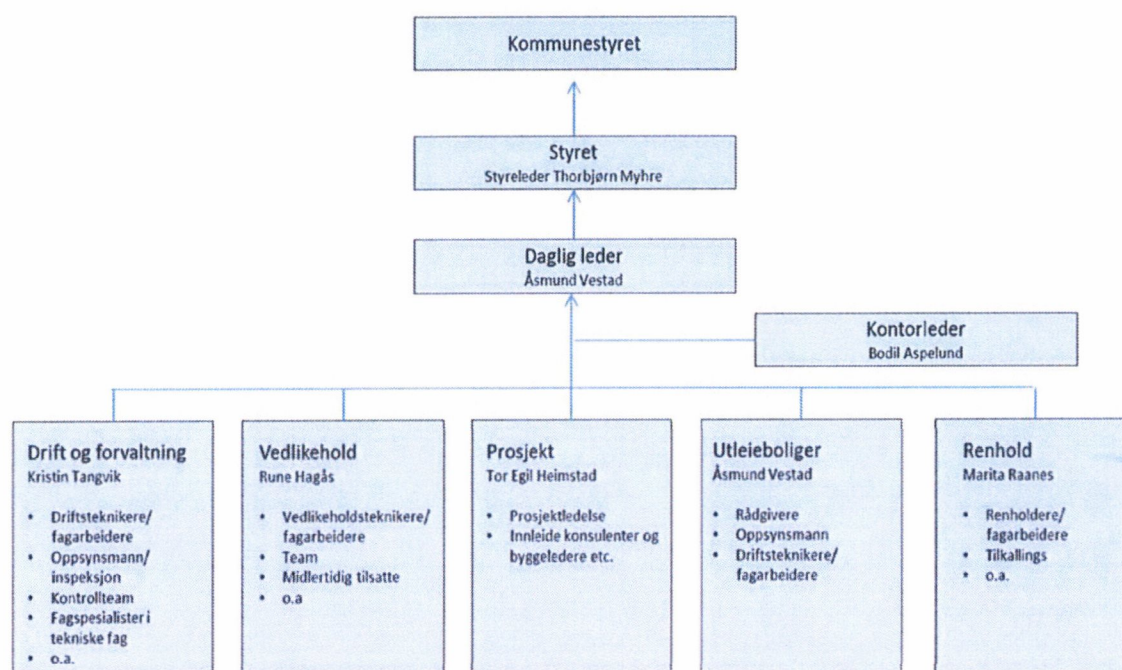 Kommunestyret
Styret
Styreleder Thorbjørn Myhre
Daglig leder
Åsmund Vestad
Kontorleder
Bodil Aspelund
Drift og forvaltning
Kristin Tangvik
• Driftsteknikere/
fagarbeidere
• Oppsynsmann/
inspeksjon
• Kontrollteam
• Fagspesialister i
tekniske fag
• o.a.
Vedlikehold
Rune Hagås
• Vedlikeholdsteknikere/
fagarbeidere
• Team
• Midlertidig tilsatte
• o.a
Prosjekt
Tor Egil Heimstad
• Prosjektledelse
• Innleide konsulenter og
byggeledere etc.
Utleieboliger
Åsmund Vestad
• Rådgivere
• Oppsynsmann
• Driftsteknikere/
fagarbeidere
Renhold
Marita Raanes
• Renholdere/
fagarbeidere
• Tilkallings
• o.a.